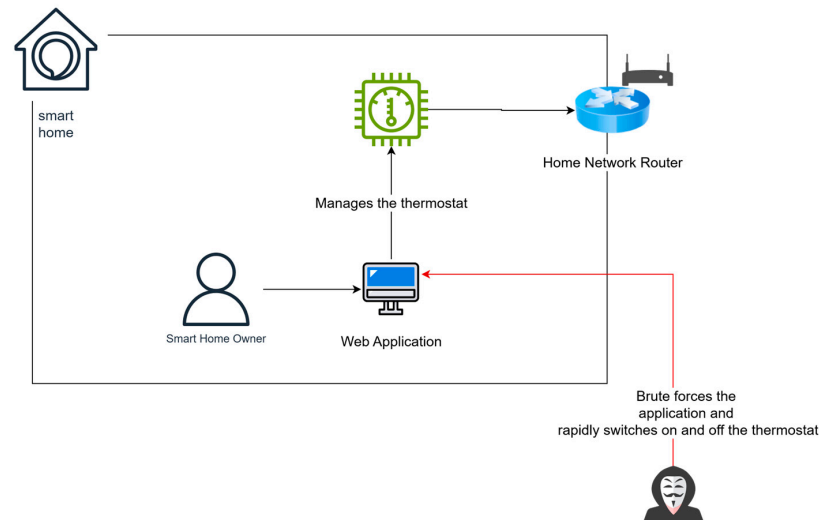 smart
home
Home Network Router
Manages the thermostat
Smart Home Owner
Web Application
Brute forces the
application and
rapidly switches on and off the thermostat